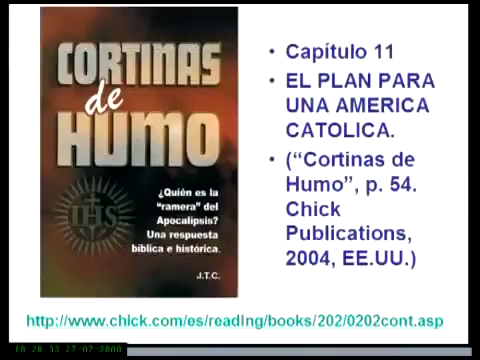 CORTINAS
de
HUMO
¿Quién es la
"ramera" del
Apocalipsis?
Una respuesta
bíblica e histórica.
IHS
J.T.C.
• Capítulo 11
• EL PLAN PARA
UNA AMERICA
CATOLICA.
• ("Cortinas de
Humo", p. 54.
Chick
Publications,
2004, EE.UU.)
http://www.chick.com/es/reading/books/202/0202cont.asp